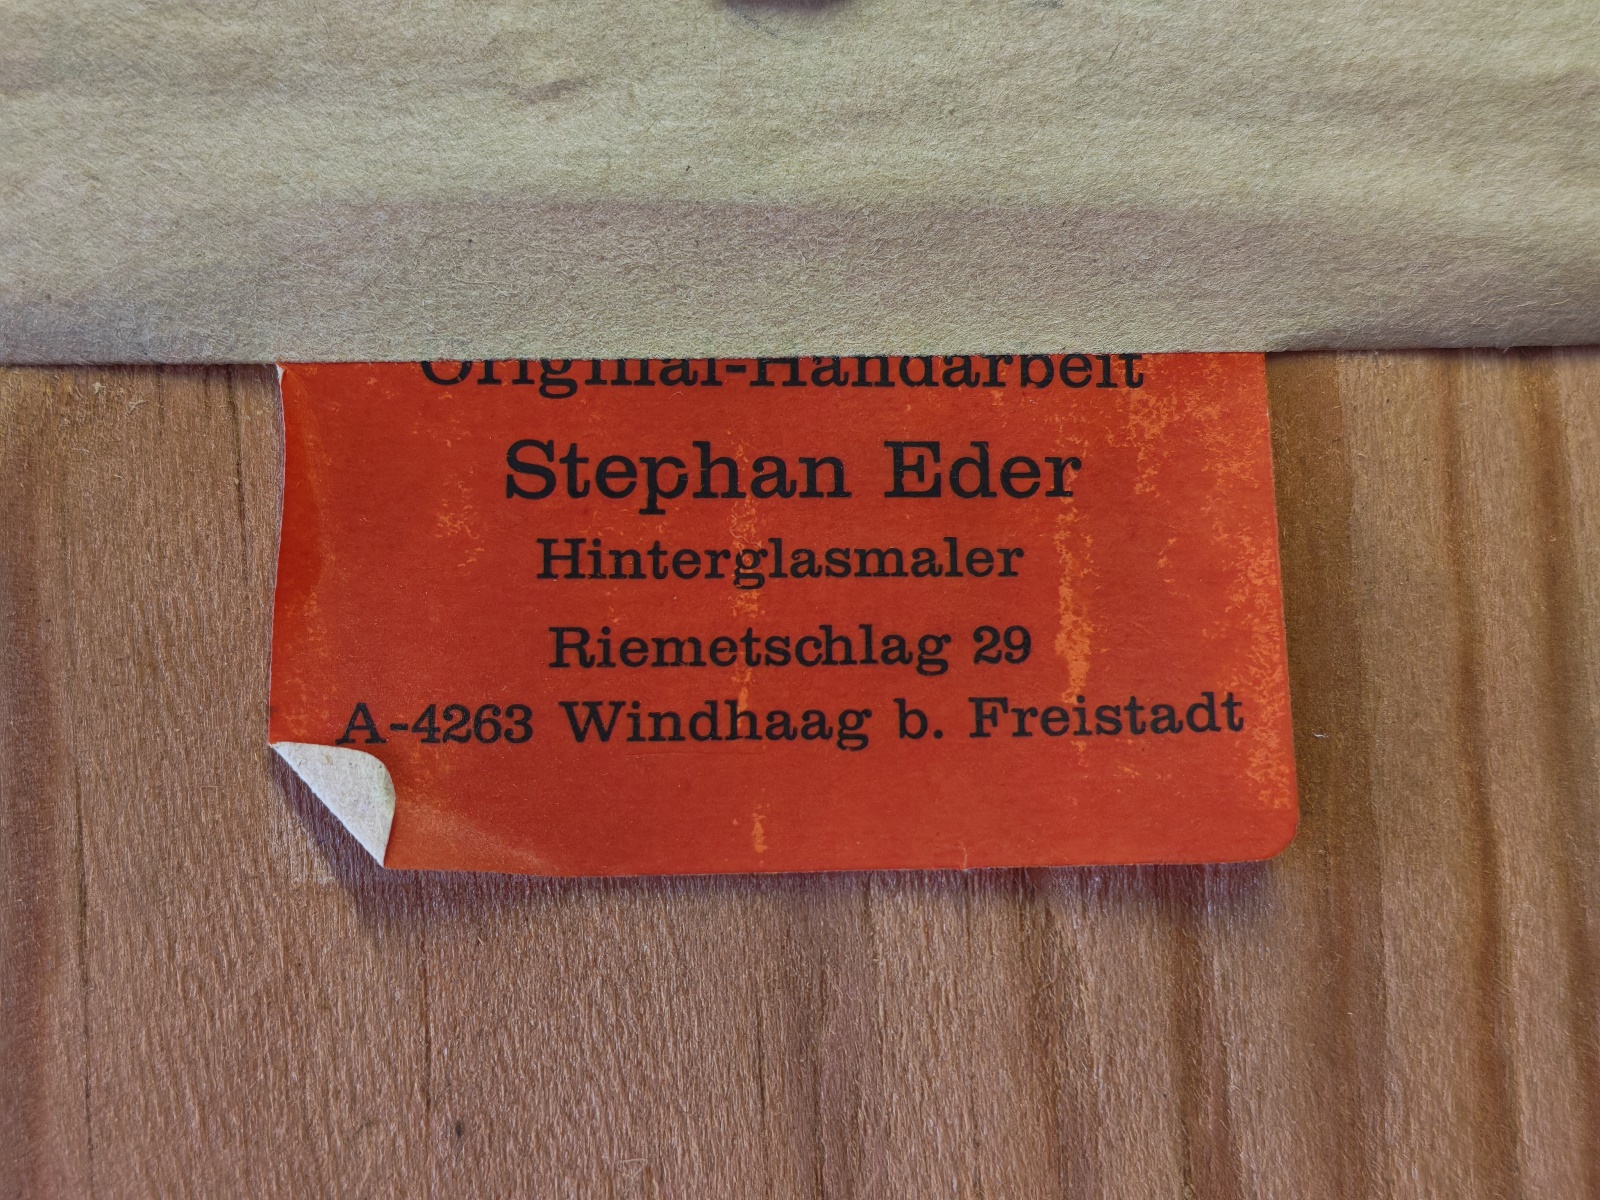 Original-Handarbeit
Stephan Eder
Hinterglasmaler
Riemetschlag 29
A-4263 Windhaag b. Freistadt